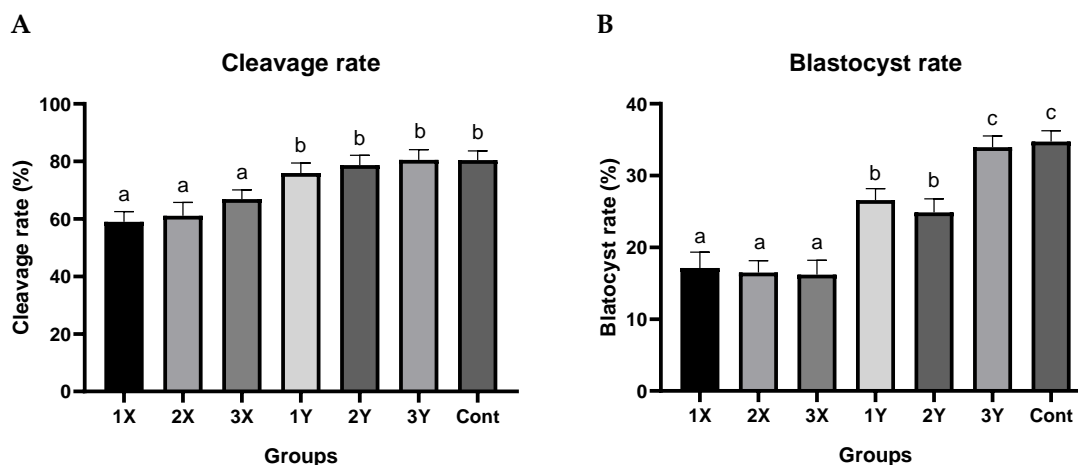 A
Cleavage rate
Cleavage rate (%)
100
80
60
40
20
0
a
a
a
b
b
b
b
1X 2X 3X 1Y 2Y 3Y Cont
Groups
B
Blastocyst rate
Blatocyst rate (%)
40
30
20
10
0
a
a
a
b
b
c
c
1X 2X 3X 1Y 2Y 3Y Cont
Groups